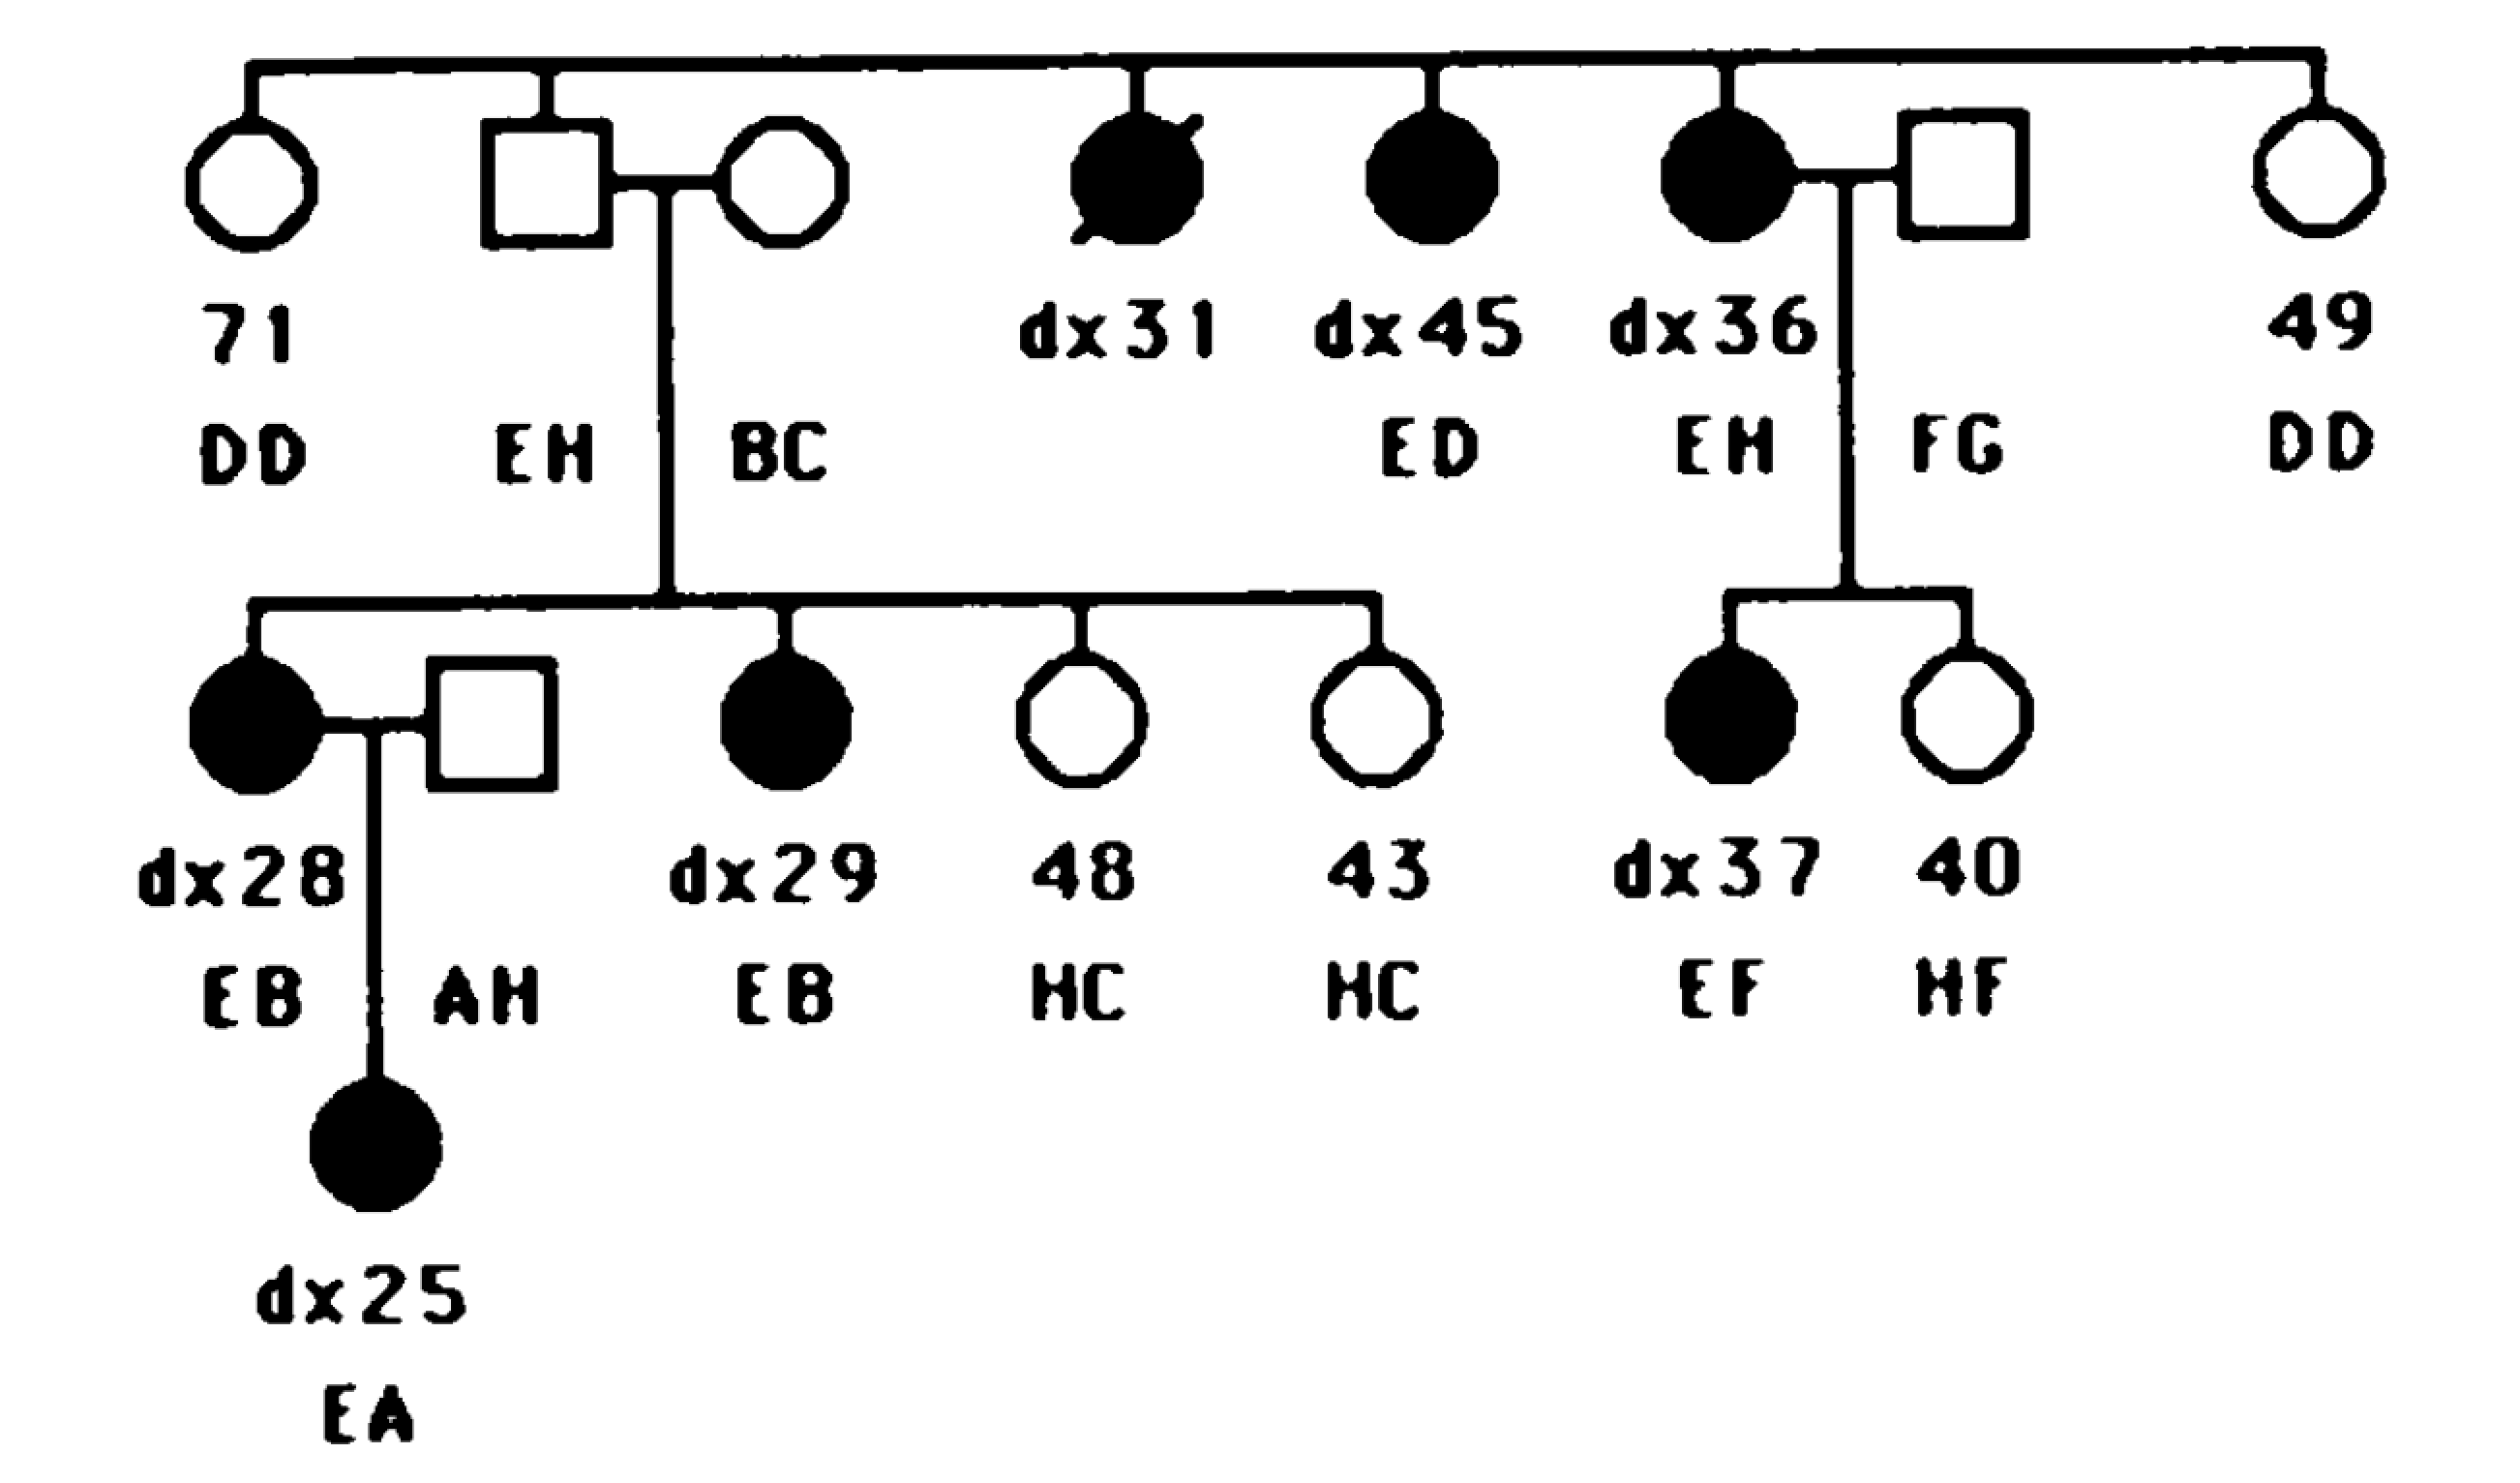 71 dx31 dx45 dx36 49
DD EH BC ED EH FG DD
dx28 dx29 48 43 dx37 40
EB AH EB HC HC EF HF
dx25
EA